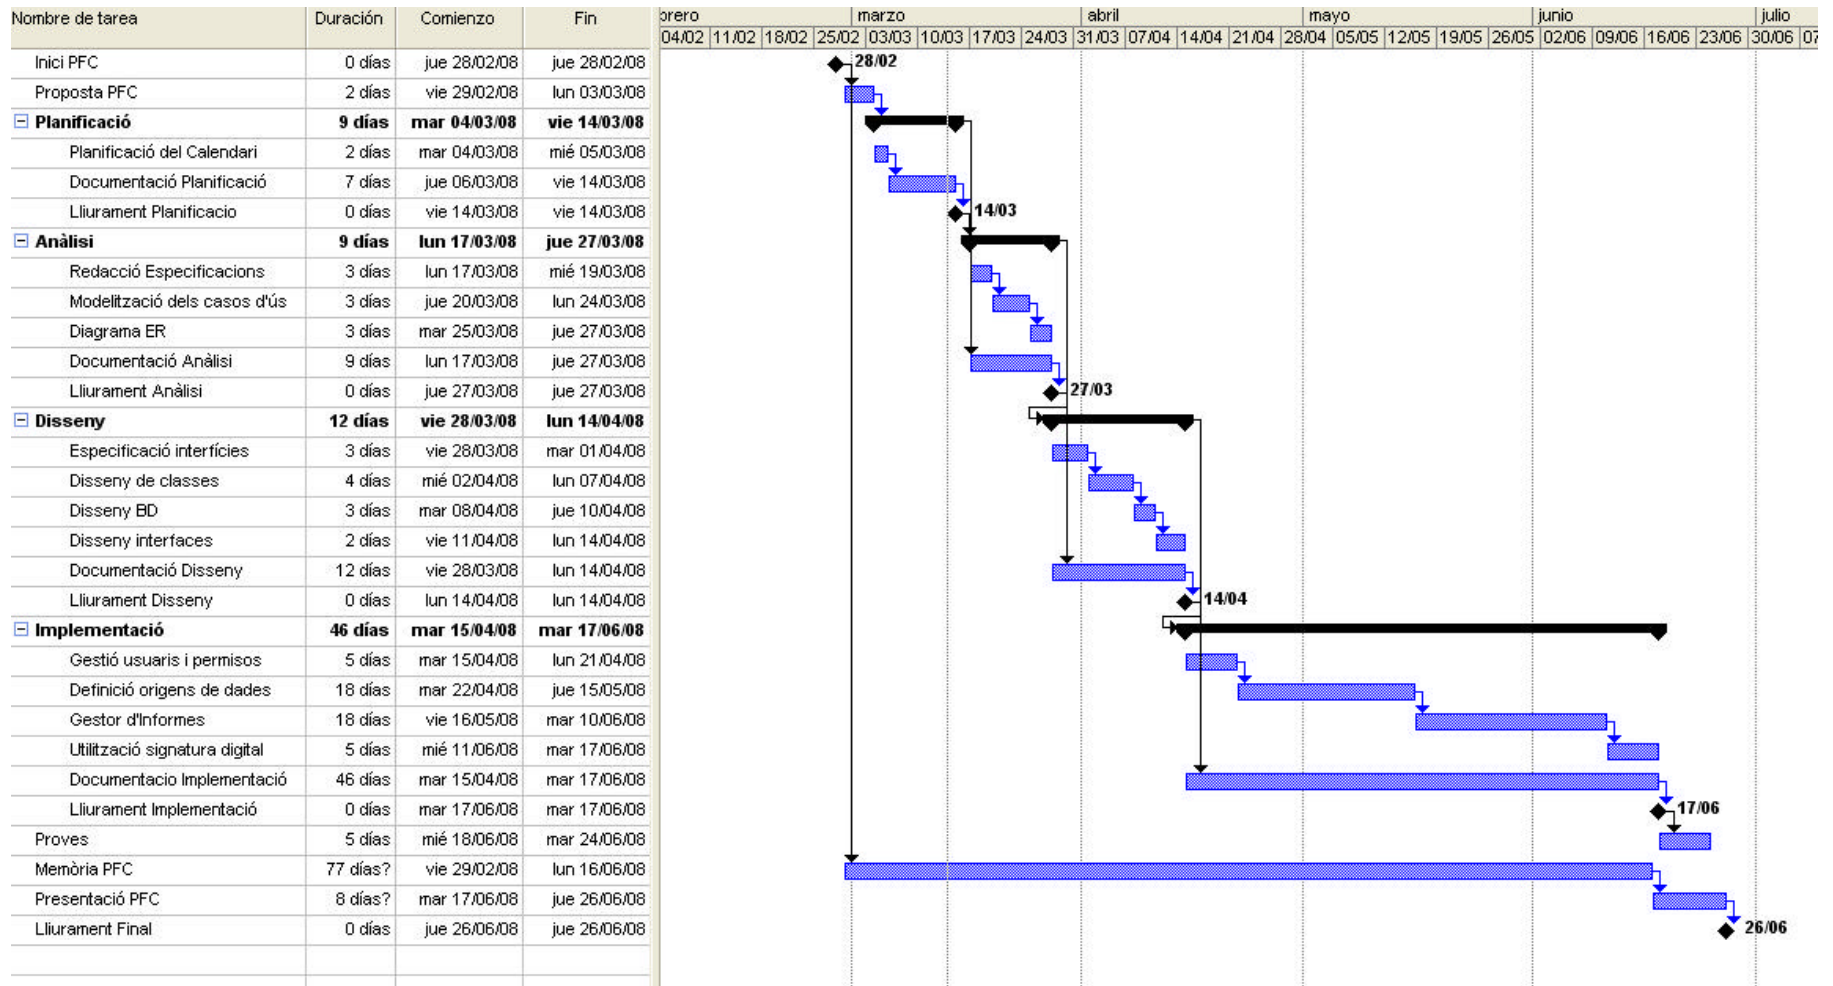 Nombre de tarea Duración Comienzo Fin brero marzo abril mayo junio julio
04/02 11/02 18/02 25/02 03/03 10/03 17/03 24/03 31/03 07/04 14/04 21/04 28/04 05/05 12/05 19/05 26/05 02/06 09/06 16/06 23/06 30/06 07
Inici PFC 0 días jue 28/02/08 jue 28/02/08 28/02
Proposta PFC 2 días vie 29/02/08 lun 03/03/08
Planificació 9 días mar 04/03/08 vie 14/03/08
Planificació del Calendari 2 días mar 04/03/08 mié 05/03/08
Documentació Planificació 7 días jue 06/03/08 vie 14/03/08
Lliurament Planificacio 0 días vie 14/03/08 vie 14/03/08 14/03
Anàlisi 9 días lun 17/03/08 jue 27/03/08
Redacció Especificacions 3 días lun 17/03/08 mié 19/03/08
Modelització dels casos d'ús 3 días jue 20/03/08 lun 24/03/08
Diagrama ER 3 días mar 25/03/08 jue 27/03/08
Documentació Anàlisi 9 días lun 17/03/08 jue 27/03/08
Lliurament Anàlisi 0 días jue 27/03/08 jue 27/03/08 27/03
Disseny 12 días vie 28/03/08 lun 14/04/08
Especificació interfícies 3 días vie 28/03/08 mar 01/04/08
Disseny de classes 4 días mié 02/04/08 lun 07/04/08
Disseny BD 3 días mar 08/04/08 jue 10/04/08
Disseny interfaces 2 días vie 11/04/08 lun 14/04/08
Documentació Disseny 12 días vie 28/03/08 lun 14/04/08
Lliurament Disseny 0 días lun 14/04/08 lun 14/04/08 14/04
Implementació 46 días mar 15/04/08 mar 17/06/08
Gestió usuaris i permisos 5 días mar 15/04/08 lun 21/04/08
Definició origens de dades 18 días mar 22/04/08 jue 15/05/08
Gestor d'Informes 18 días vie 16/05/08 mar 10/06/08
Utilització signatura digital 5 días mié 11/06/08 mar 17/06/08
Documentacio Implementació 46 días mar 15/04/08 mar 17/06/08
Lliurament Implementació 0 días mar 17/06/08 mar 17/06/08 17/06
Proves 5 días mié 18/06/08 mar 24/06/08
Memòria PFC 77 días? vie 29/02/08 lun 16/06/08
Presentació PFC 8 días? mar 17/06/08 jue 26/06/08
Lliurament Final 0 días jue 26/06/08 jue 26/06/08 26/06